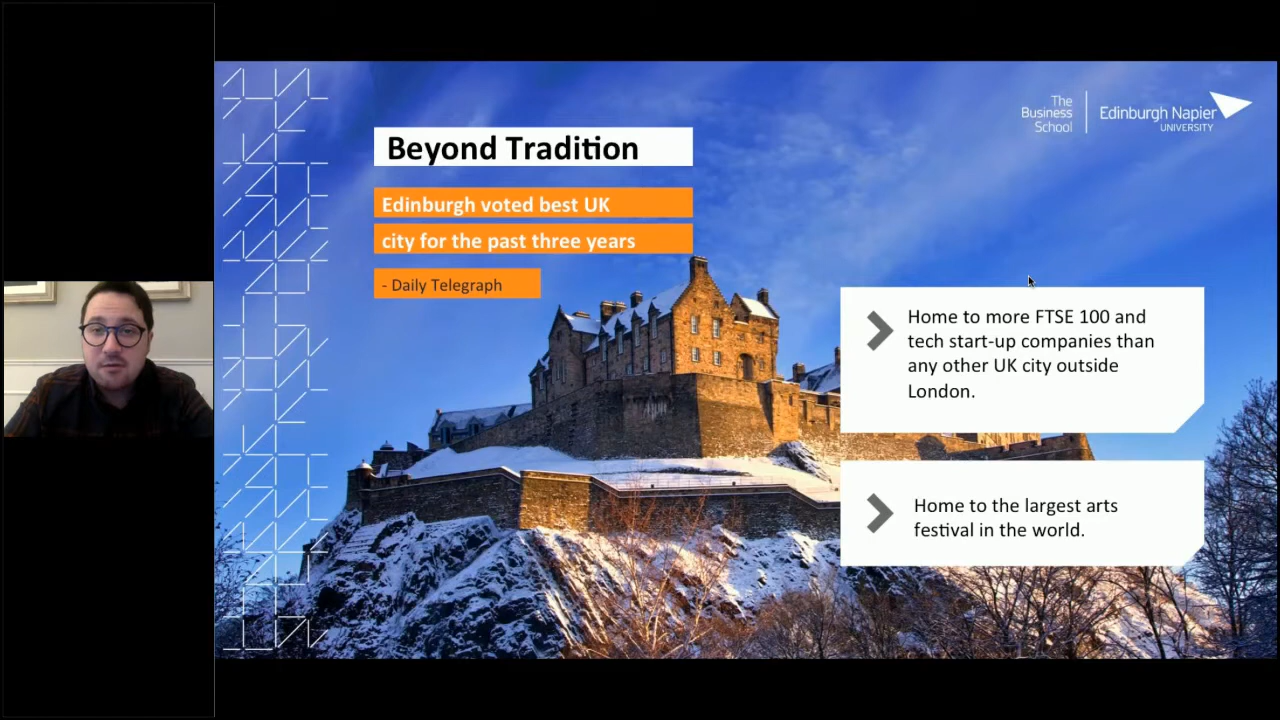 The
Business
School
Edinburgh Napier
UNIVERSITY
Beyond Tradition
Edinburgh voted best UK
city for the past three years
- Daily Telegraph
Home to more FTSE 100 and
tech start-up companies than
any other UK city outside
London.
Home to the largest arts
festival in the world.